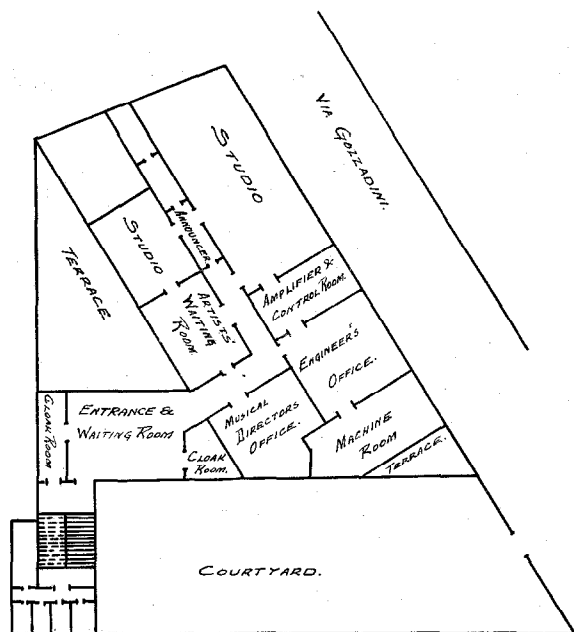 VIA GOZZADINI.
STUDIO
ANNOUNCER
STUDIO
TERRACE
ARTISTS'
WAITING
ROOM.
AMPLIFIER &
CONTROL ROOM.
ENGINEER'S
OFFICE.
CLOAK ROOM
ENTRANCE &
WAITING ROOM
MUSICAL
DIRECTORS
OFFICE.
CLOAK
ROOM.
MACHINE
ROOM
TERRACE.
COURTYARD.